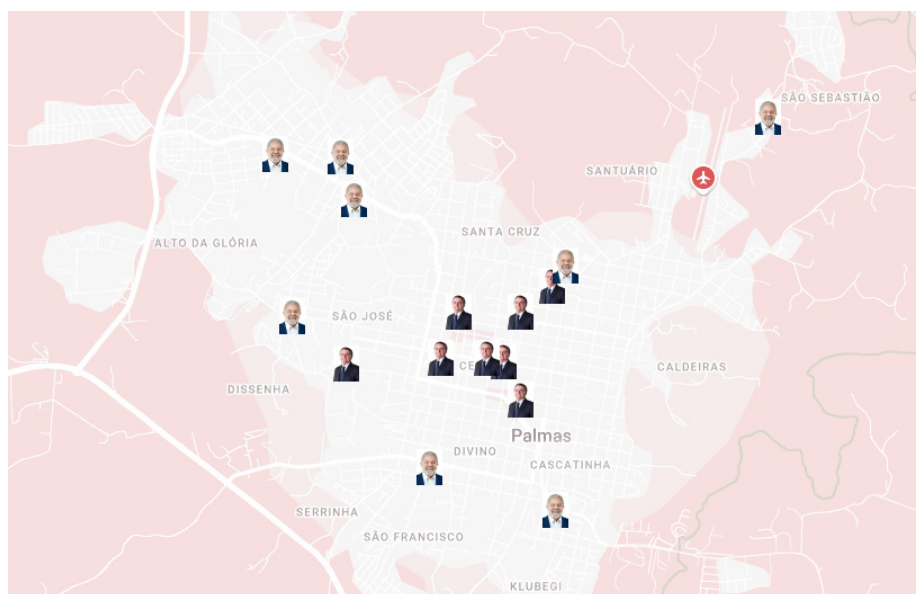 SÃO SEBASTIÃO
SANTUÁRIO
SANTA CRUZ
ALTO DA GLÓRIA
SÃO JOSÉ
CE
CALDEIRAS
DISSENHA
Palmas
DIVINO
CASCATINHA
SERRINHA
SÃO FRANCISCO
KLUBEGI